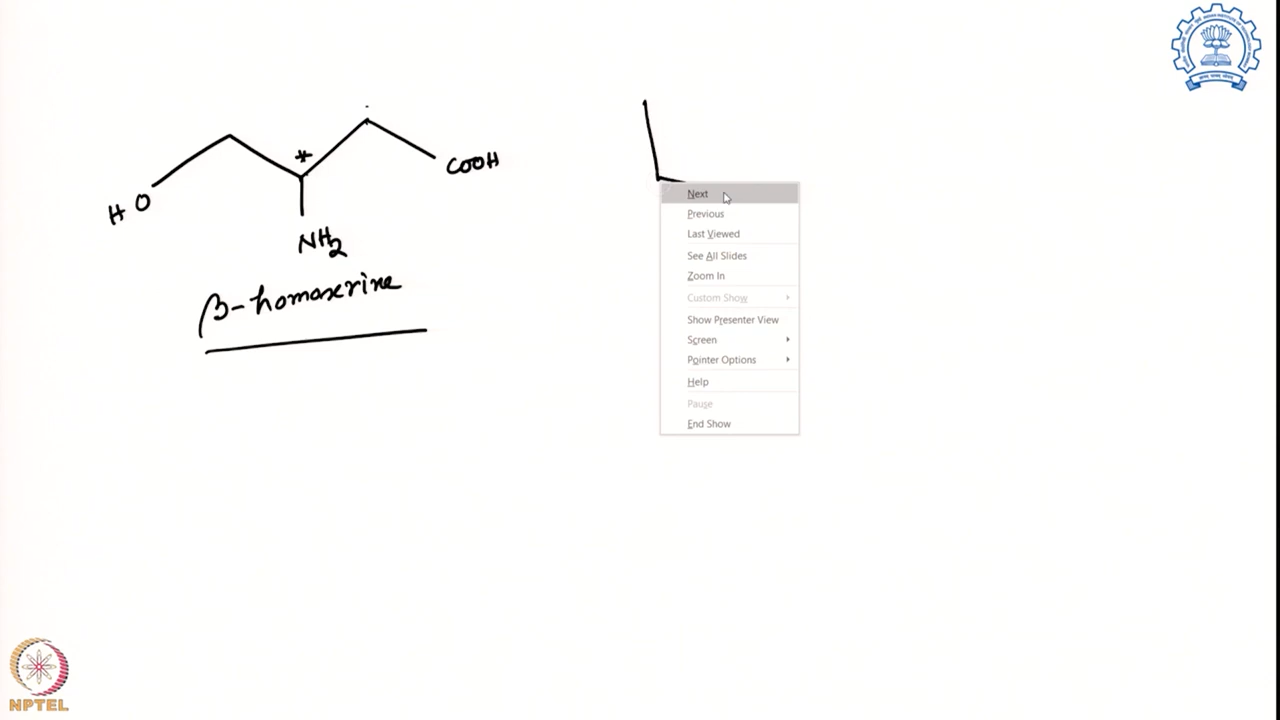 HO
*
COOH
NH2
β-homoserine
Next
Previous
Last Viewed
See All Slides
Zoom In
Custom Show
Show Presenter View
Screen
Pointer Options
Help
Pause
End Show
NPTEL